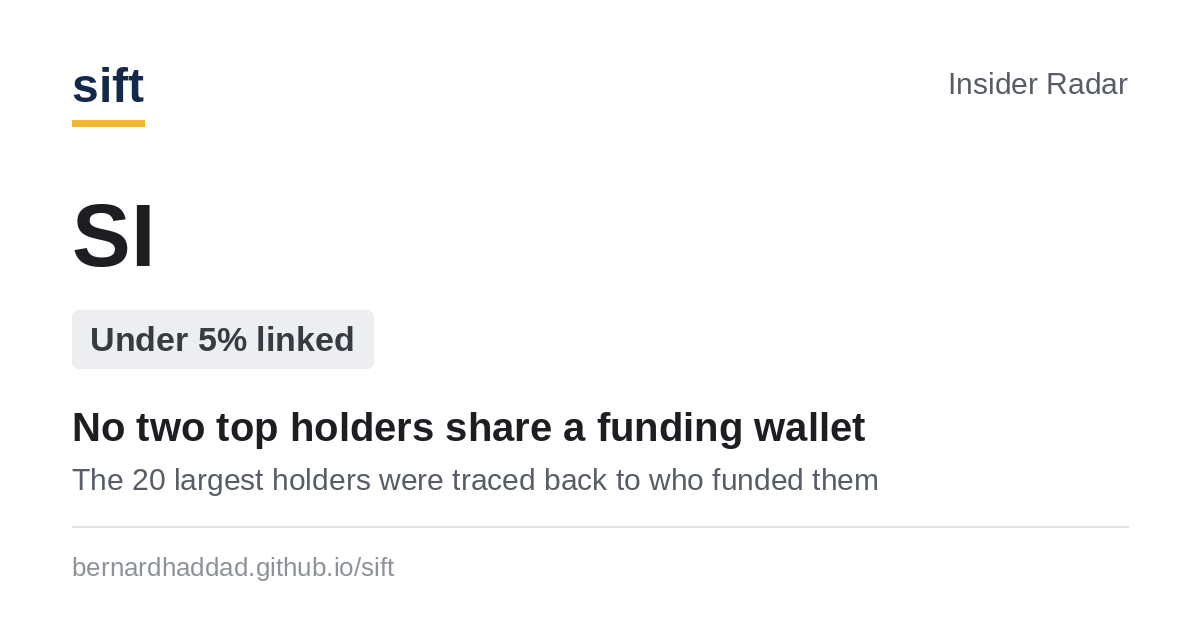 sift
Insider Radar
SI
Under 5% linked
No two top holders share a funding wallet
The 20 largest holders were traced back to who funded them
bernardhaddad.github.io/sift